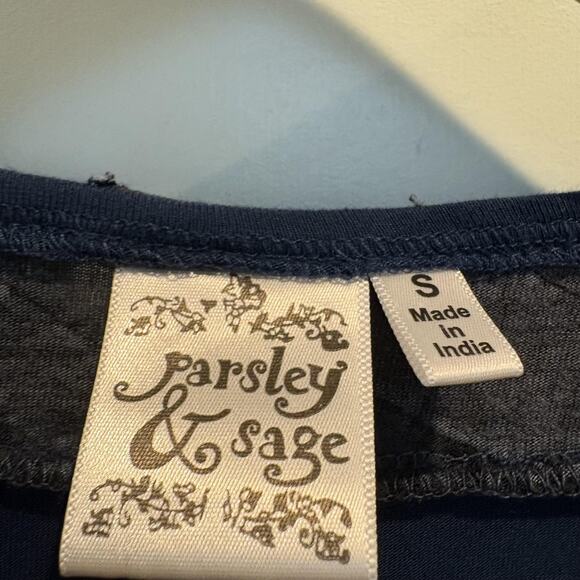 Parsley
& sage
S
Made
in
India